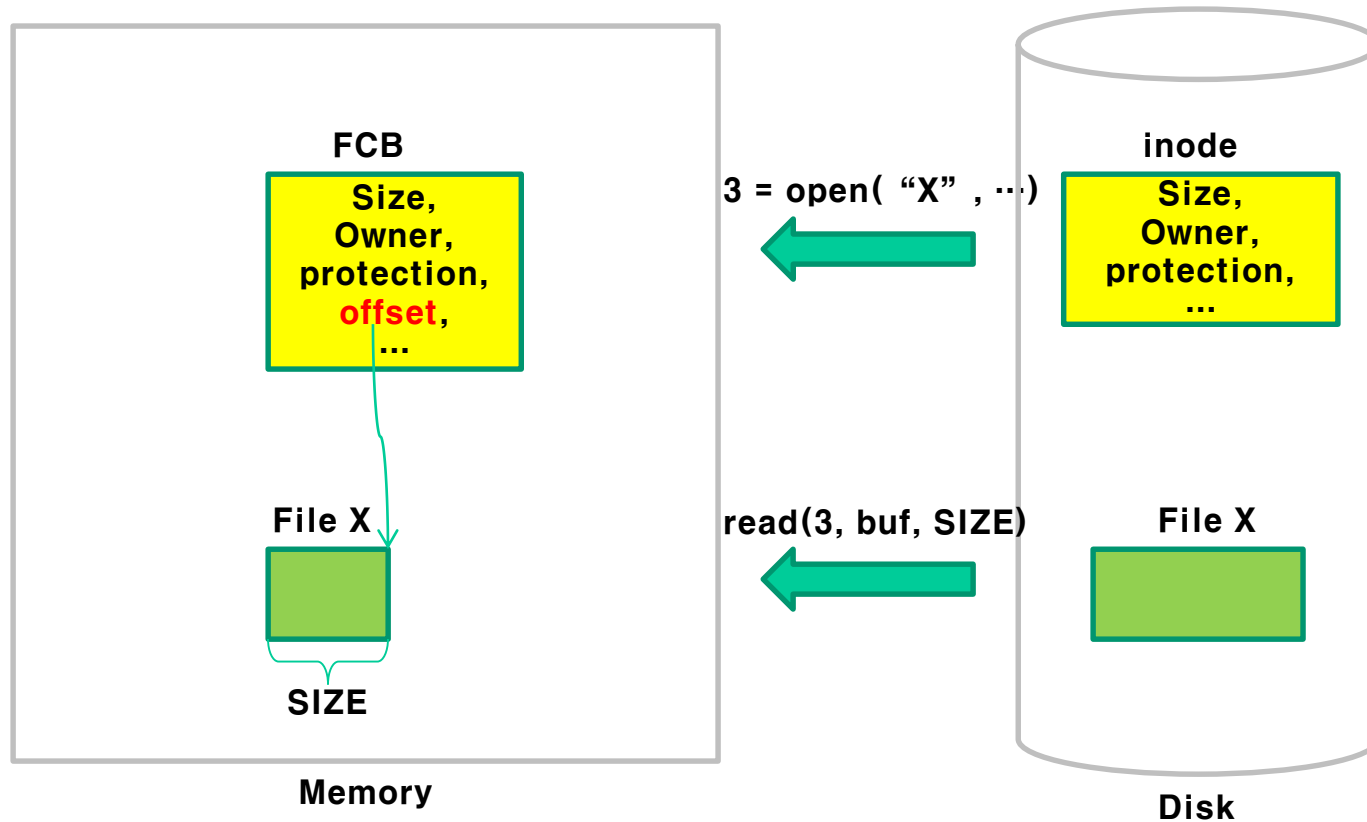 FCB
Size,
Owner,
protection,
offset,
...
3 = open( “X” , ...)
inode
Size,
Owner,
protection,
...
File X
SIZE
read(3, buf, SIZE)
File X
Memory
Disk